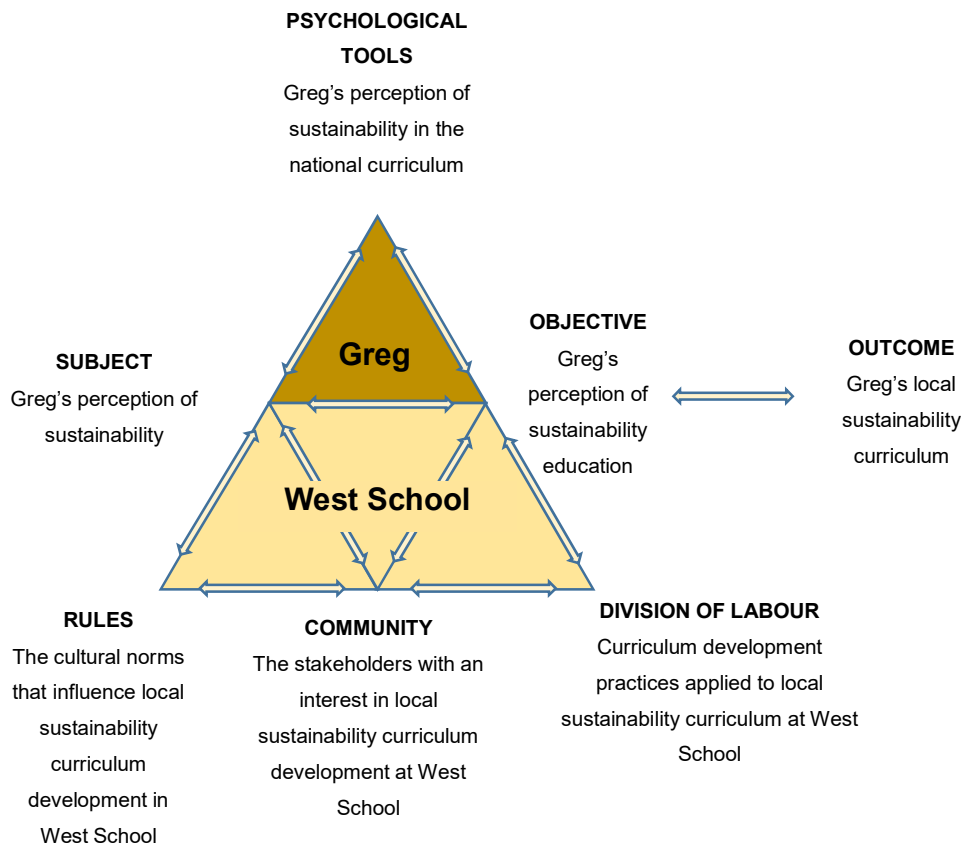 PSYCHOLOGICAL
TOOLS
Greg’s perception of
sustainability in the
national curriculum
Greg
SUBJECT
Greg’s perception of
sustainability
OBJECTIVE
Greg’s
perception of
sustainability
education
OUTCOME
Greg’s local
sustainability
curriculum
West School
RULES
The cultural norms
that influence local
sustainability
curriculum
development in
West School
COMMUNITY
The stakeholders with an
interest in local
sustainability curriculum
development at West
School
DIVISION OF LABOUR
Curriculum development
practices applied to local
sustainability curriculum at West
School